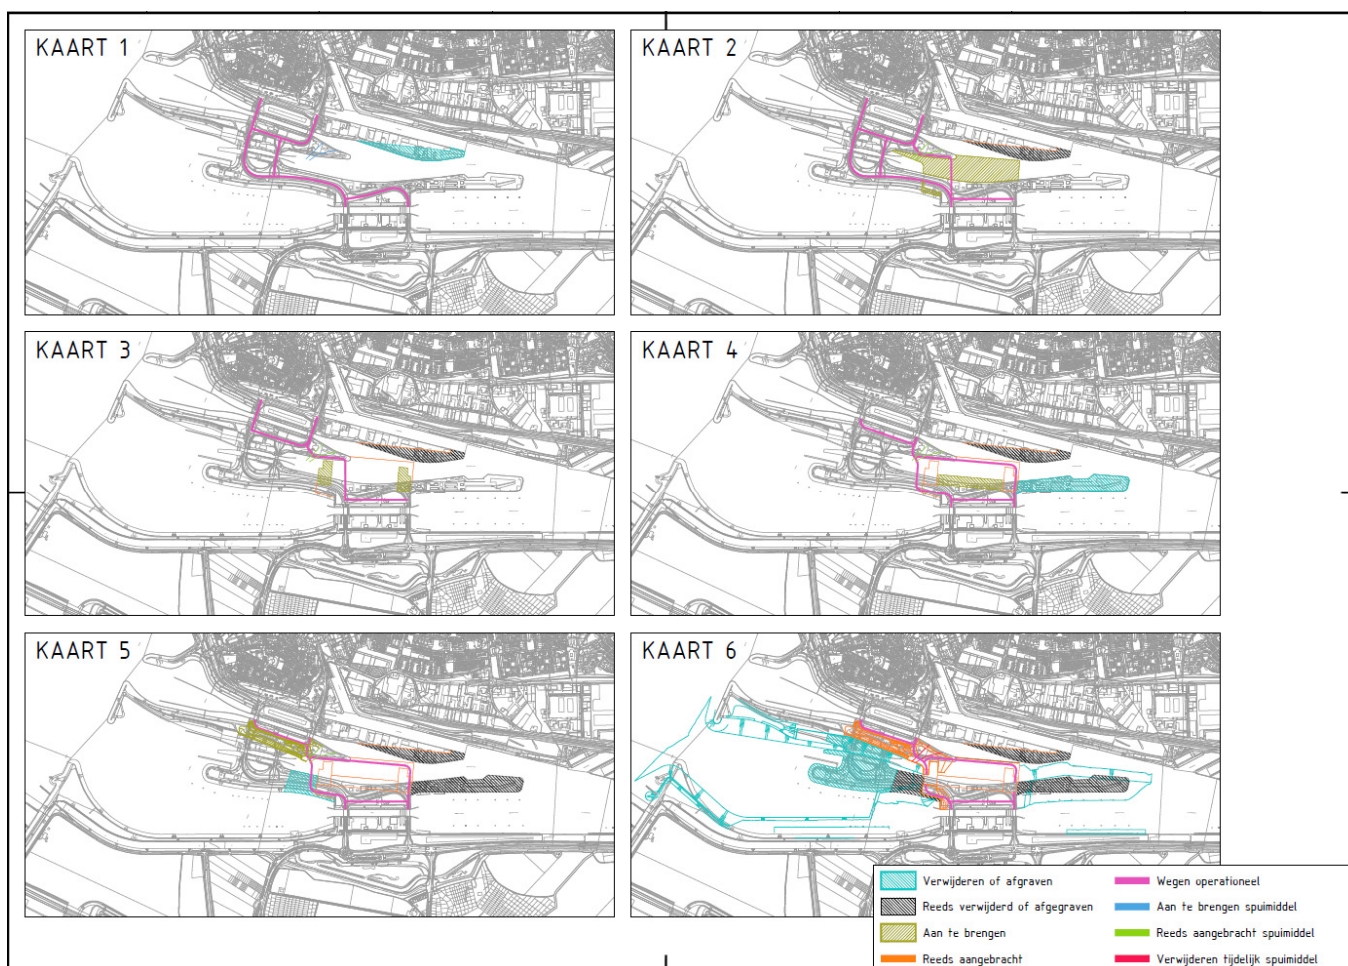 KAART 1
KAART 2
KAART 3
KAART 4
KAART 5
KAART 6
Verwijderen of afgraven
Reeds verwijderd of afgegraven
Aan te brengen
Reeds aangebracht
Wegen operationeel
Aan te brengen spuimiddel
Reeds aangebracht spuimiddel
Verwijderen tijdelijk spuimiddel